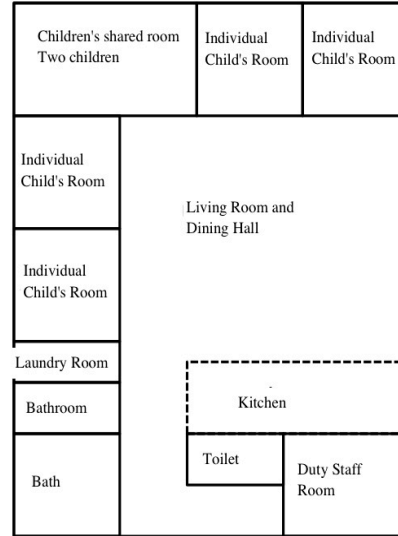 Children's shared room
Two children
Individual
Child's Room
Individual
Child's Room
Individual
Child's Room
Living Room and
Dining Hall
Individual
Child's Room
Laundry Room
Kitchen
Bathroom
Toilet
Duty Staff
Room
Bath